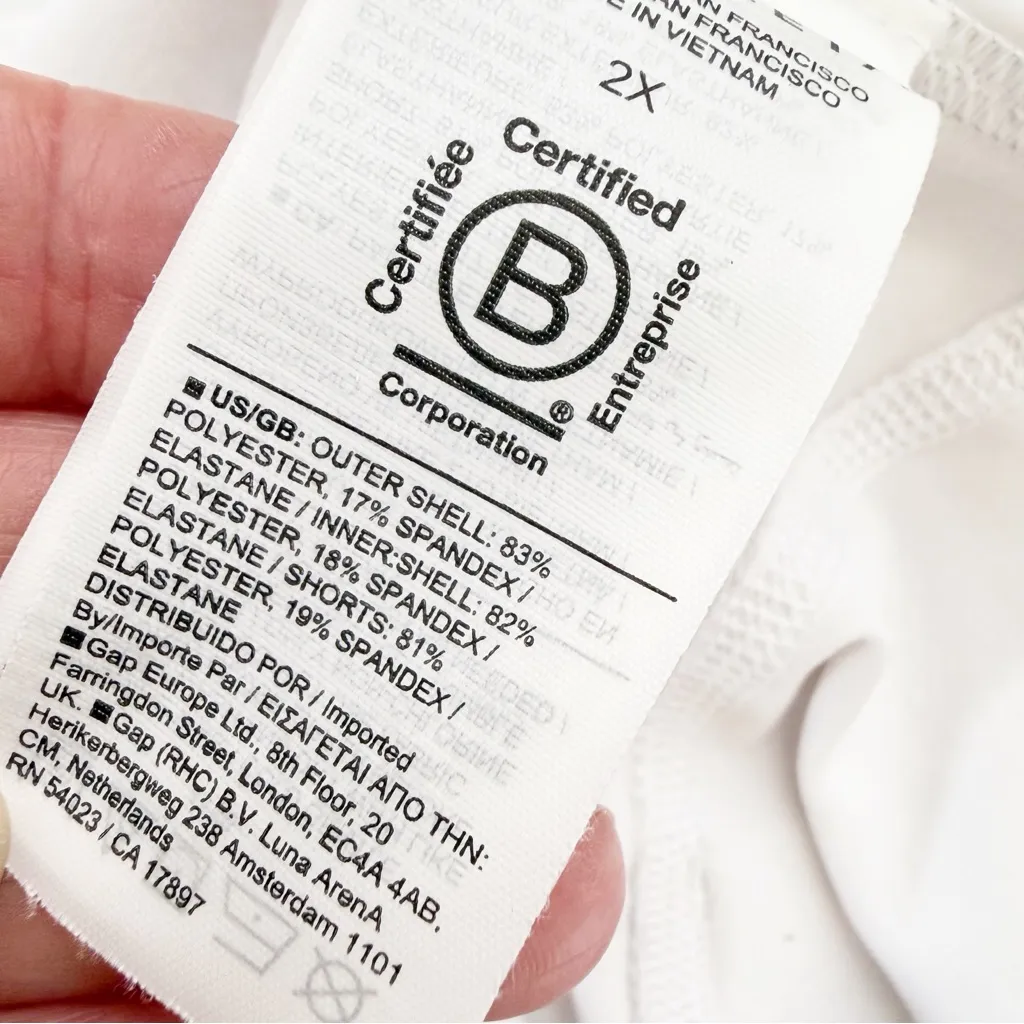 AN FRANCISCO
AN FRANCISCO
E IN VIETNAM
2X
Certified
Certifiée
B
Entreprise
®
Corporation
US/GB: OUTER SHELL: 83%
POLYESTER, 17% SPANDEX /
ELASTANE / INNER:SHELL: 82%
POLYESTER, 18% SPANDEX /
ELASTANE / SHORTS: 81%
POLYESTER, 19% SPANDEX /
ELASTANE
DISTRIBUIDO POR / Imported
By/Importe Par / ΕΙΣΑΓΕΤΑΙ ΑΠΟ ΤΗΝ:
Gap Europe Ltd., 8th Floor, 20
Farringdon Street, London, EC4A 4AB,
UK. Gap (RHC) B.V. Luna ArenA
Herikerbergweg 238 Amsterdam 1101
CM, Netherlands
RN 54023 / CA 17897